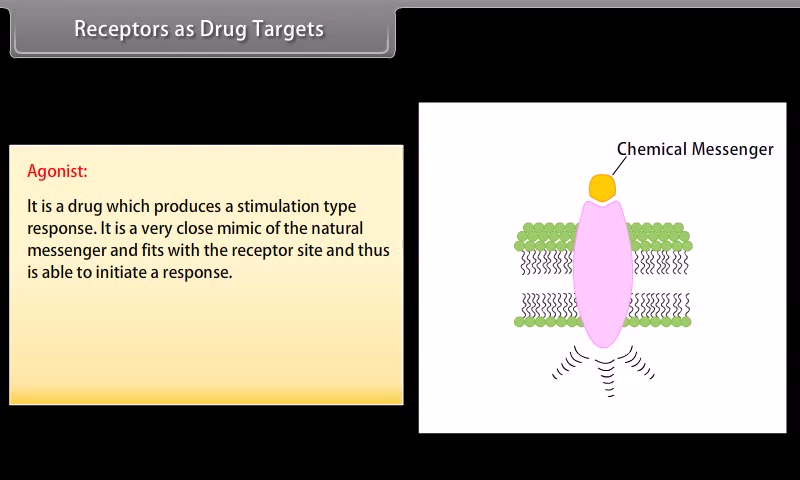 Receptors as Drug Targets
Agonist:
It is a drug which produces a stimulation type
response. It is a very close mimic of the natural
messenger and fits with the receptor site and thus
is able to initiate a response.
Chemical Messenger